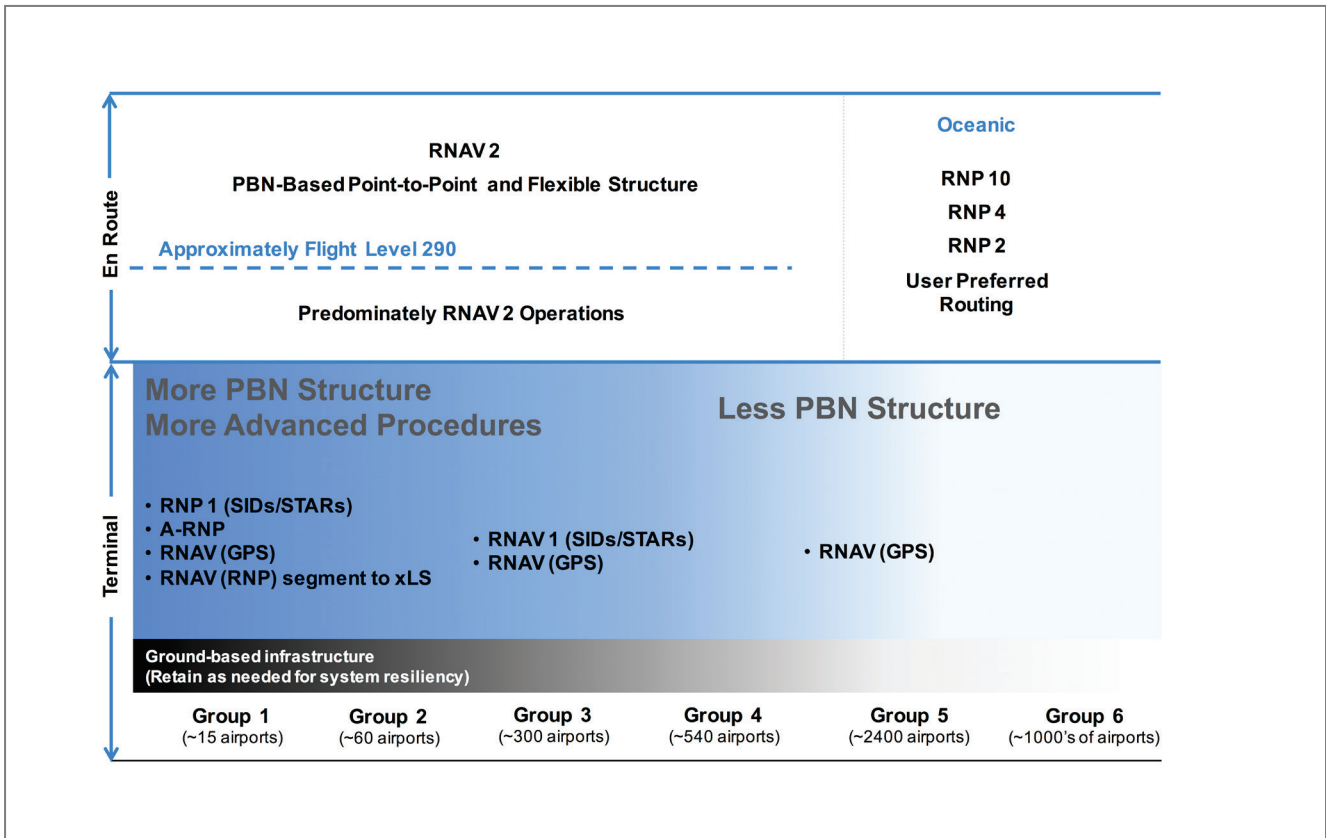 En Route
RNAV 2
PBN-Based Point-to-Point and Flexible Structure
Approximately Flight Level 290
Predominately RNAV 2 Operations
Oceanic
RNP 10
RNP 4
RNP 2
User Preferred
Routing
Terminal
More PBN Structure
More Advanced Procedures
Less PBN Structure
• RNP 1 (SIDs/STARs)
• A-RNP
• RNAV (GPS)
• RNAV (RNP) segment to xLS
• RNAV 1 (SIDs/STARs)
• RNAV (GPS)
• RNAV (GPS)
Ground-based infrastructure
(Retain as needed for system resiliency)
Group 1
(~15 airports)
Group 2
(~60 airports)
Group 3
(~300 airports)
Group 4
(~540 airports)
Group 5
(~2400 airports)
Group 6
(~1000's of airports)